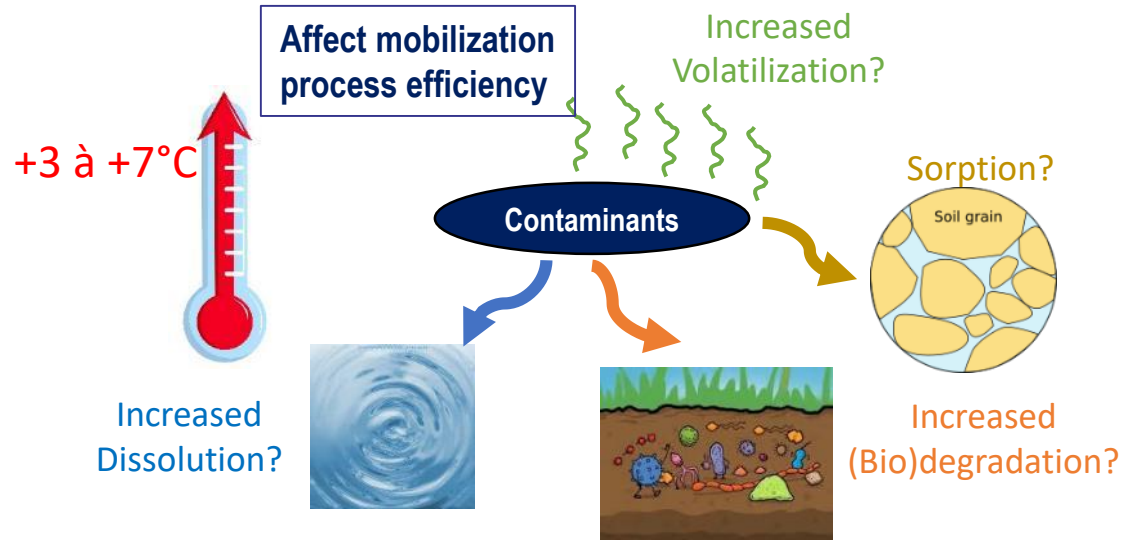 Affect mobilization
process efficiency
Increased
Volatilization?
+3 à +7°C
Sorption?
Contaminants
Soil grain
Increased
Dissolution?
Increased
(Bio)degradation?